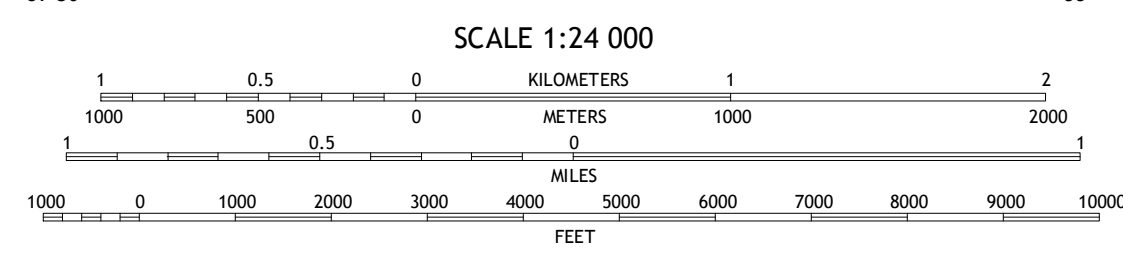 SCALE 1:24 000
1 0.5 0 KILOMETERS 1 2
1000 500 0 METERS 1000 2000
1 0.5 0 1
MILES
1000 0 1000 2000 3000 4000 5000 6000 7000 8000 9000 10000
FEET